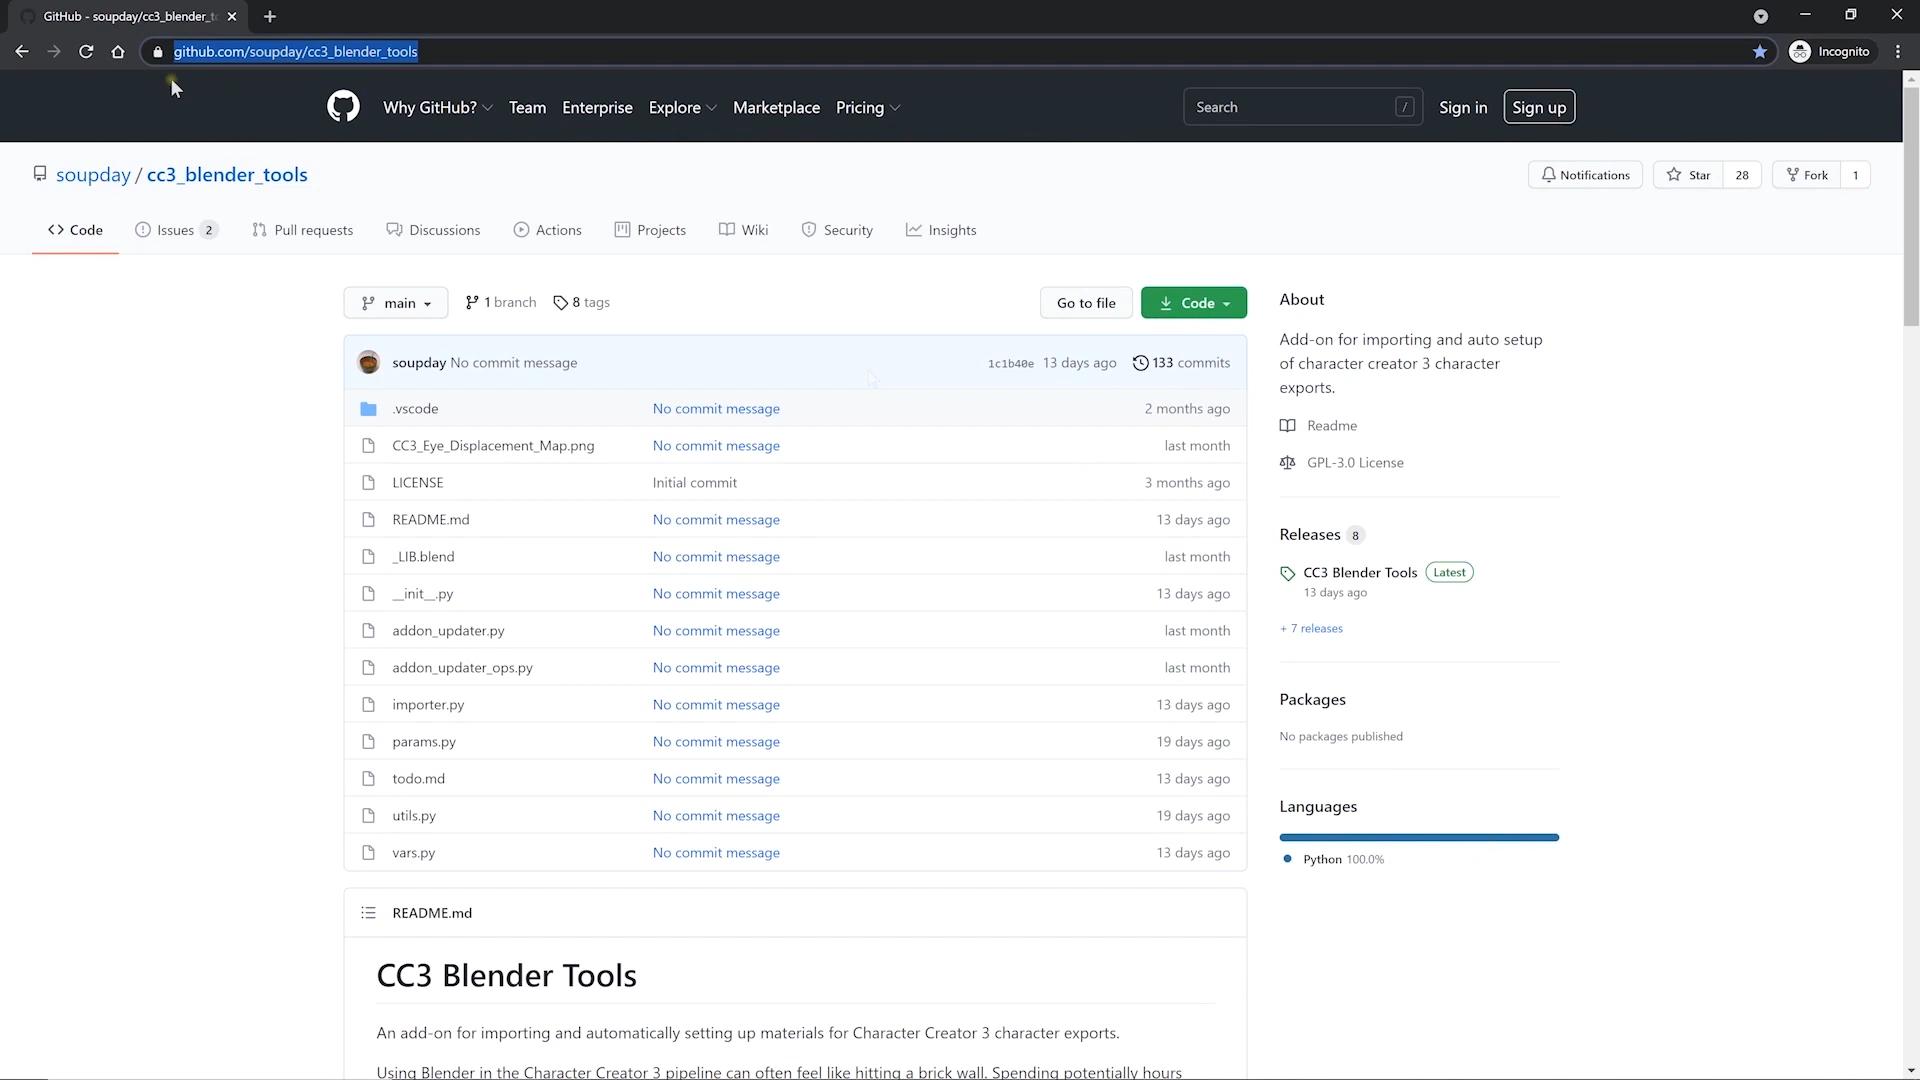 GitHub - soupday/cc3_blender_t
github.com/soupday/cc3_blender_tools
Incognito
Why GitHub? Team Enterprise Explore Marketplace Pricing Search / Sign in Sign up
soupday / cc3_blender_tools
Notifications Star 28 Fork 1
<> Code Issues 2 Pull requests Discussions Actions Projects Wiki Security Insights
main 1 branch 8 tags Go to file Code
soupday No commit message 1c1b40e 13 days ago 133 commits
.vscode No commit message 2 months ago
CC3_Eye_Displacement_Map.png No commit message last month
LICENSE Initial commit 3 months ago
README.md No commit message 13 days ago
_LIB.blend No commit message last month
__init__.py No commit message 13 days ago
addon_updater.py No commit message last month
addon_updater_ops.py No commit message last month
importer.py No commit message 13 days ago
params.py No commit message 19 days ago
todo.md No commit message 13 days ago
utils.py No commit message 19 days ago
vars.py No commit message 13 days ago
README.md
CC3 Blender Tools
An add-on for importing and automatically setting up materials for Character Creator 3 character exports.
Using Blender in the Character Creator 3 pipeline can often feel like hitting a brick wall. Spending potentially hours
About
Add-on for importing and auto setup
of character creator 3 character
exports.
Readme
GPL-3.0 License
Releases 8
CC3 Blender Tools Latest
13 days ago
+ 7 releases
Packages
No packages published
Languages
Python 100.0%